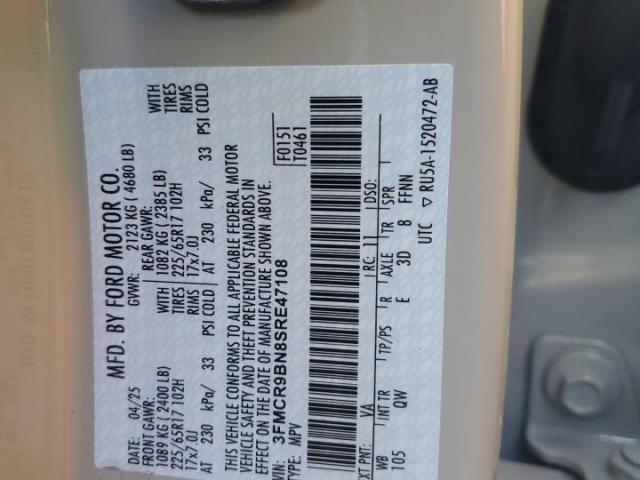 MFD. BY FORD MOTOR CO.
DATE: 04/25 GVWR: 2123 KG ( 4680 LB)
FRONT GAWR: REAR GAWR:
1089 KG ( 2400 LB) WITH 1082 KG ( 2385 LB) WITH
225/65R17 102H TIRES 225/65R17 102H TIRES
17x7.0J RIMS 17x7.0J RIMS
AT 230 kPa/ 33 PSI COLD AT 230 kPa/ 33 PSI COLD
THIS VEHICLE CONFORMS TO ALL APPLICABLE FEDERAL MOTOR
VEHICLE SAFETY AND THEFT PREVENTION STANDARDS IN
EFFECT ON THE DATE OF MANUFACTURE SHOWN ABOVE.
VIN: 3FMCR9BN8SRE47108 F0151
TYPE: MPV T0461
EXT PNT: VA RC: 11 DSO:
WB INT TR TP/PS R AXLE TR SPR
105 QW E 3D 8 FFNN
UTC ▽ RU5A-1520472-AB